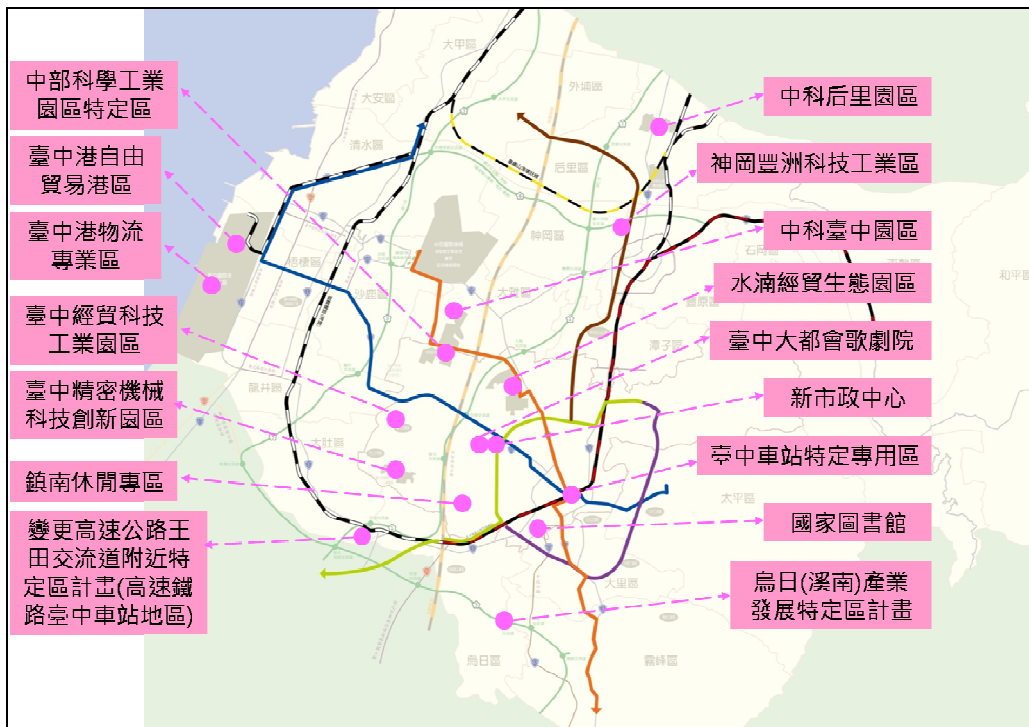 中部科學工業
園區特定區
臺中港自由
貿易港區
臺中港物流
專業區
臺中經貿科技
工業園區
臺中精密機械
科技創新園區
鎮南休閒專區
變更高速公路王
田交流道附近特
定區計畫(高速鐵
路臺中車站地區)
中科后里園區
神岡豐洲科技工業區
中科臺中園區
水湳經貿生態園區
臺中大都會歌劇院
新市政中心
臺中車站特定專用區
國家圖書館
烏日(溪南)產業
發展特定區計畫
大甲區
大安區
外埔區
清水區
后里區
神岡區
石岡區
和平區
梧棲區
沙鹿區
大雅區
豐原區
潭子區
龍井區
大肚區
太平區
大里區
烏日區
霧峰區